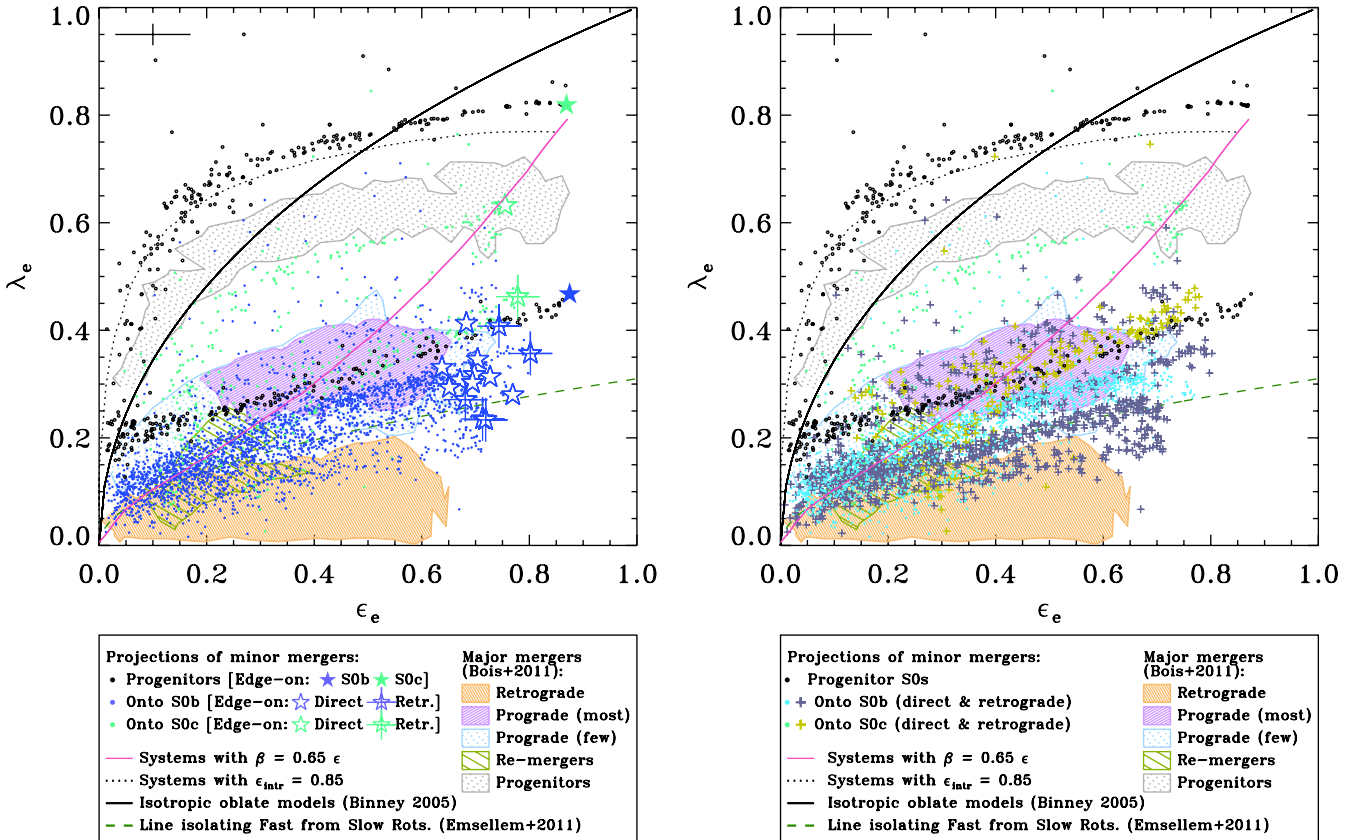 1.0
0.8
0.6
0.4
0.2
0.0
λe
0.0 0.2 0.4 0.6 0.8 1.0
εe
Projections of minor mergers:
Progenitors [Edge-on: S0b S0c]
Onto S0b [Edge-on: Direct Retr.]
Onto S0c [Edge-on: Direct Retr.]
Systems with β = 0.65 ε
Systems with εintr = 0.85
Isotropic oblate models (Binney 2005)
Line isolating Fast from Slow Rots. (Emsellem+2011)
Major mergers
(Bois+2011):
Retrograde
Prograde (most)
Prograde (few)
Re-mergers
Progenitors
1.0
0.8
0.6
0.4
0.2
0.0
λe
0.0 0.2 0.4 0.6 0.8 1.0
εe
Projections of minor mergers:
Progenitor S0s
Onto S0b (direct & retrograde)
Onto S0c (direct & retrograde)
Systems with β = 0.65 ε
Systems with εintr = 0.85
Isotropic oblate models (Binney 2005)
Line isolating Fast from Slow Rots. (Emsellem+2011)
Major mergers
(Bois+2011):
Retrograde
Prograde (most)
Prograde (few)
Re-mergers
Progenitors